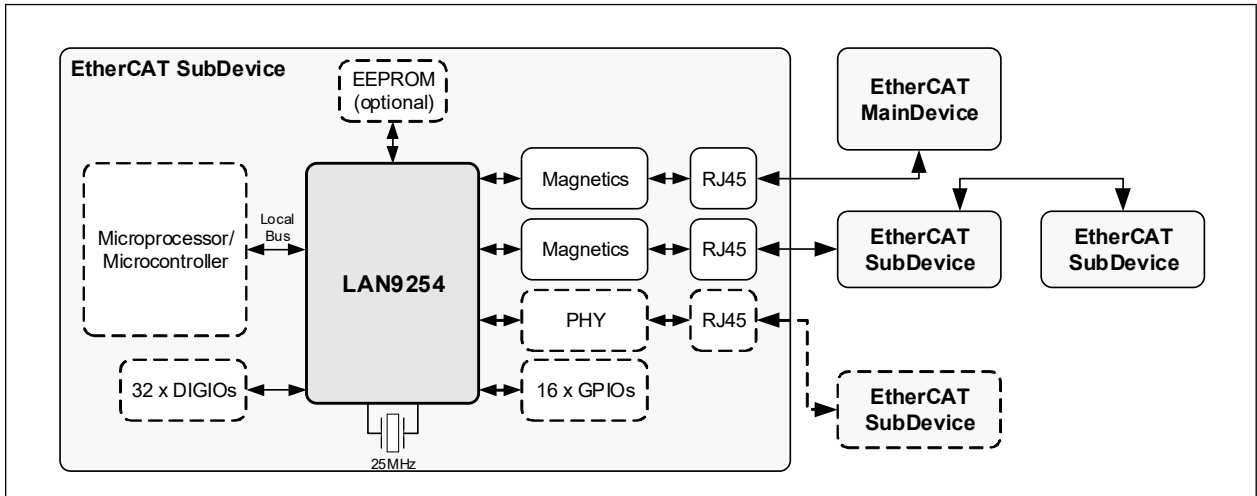 EtherCAT SubDevice
EEPROM
(optional)
EtherCAT
MainDevice
Magnetics
RJ45
Local
Bus
Microprocessor/
Microcontroller
Magnetics
RJ45
EtherCAT
SubDevice
EtherCAT
SubDevice
LAN9254
PHY
RJ45
32 x DIGIOs
16 x GPIOs
EtherCAT
SubDevice
25MHz